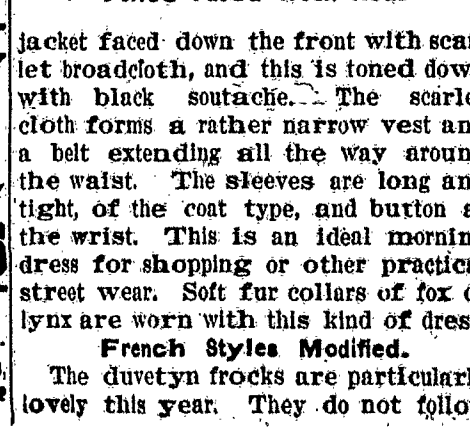 jacket faced down the front with scar
let broadcloth, and this is toned dow
with black soutache. The scarle
cloth forms a rather narrow vest an
a belt extending all the way aroun
the waist. The sleeves are long an
tight, of the coat type, and button a
the wrist. This is an ideal mornin
dress for shopping or other practica
street wear. Soft fur collars of fox o
lynx are worn with this kind of dres
French Styles Modified.
The duvetyn frocks are particularl
lovely this year. They do not follo